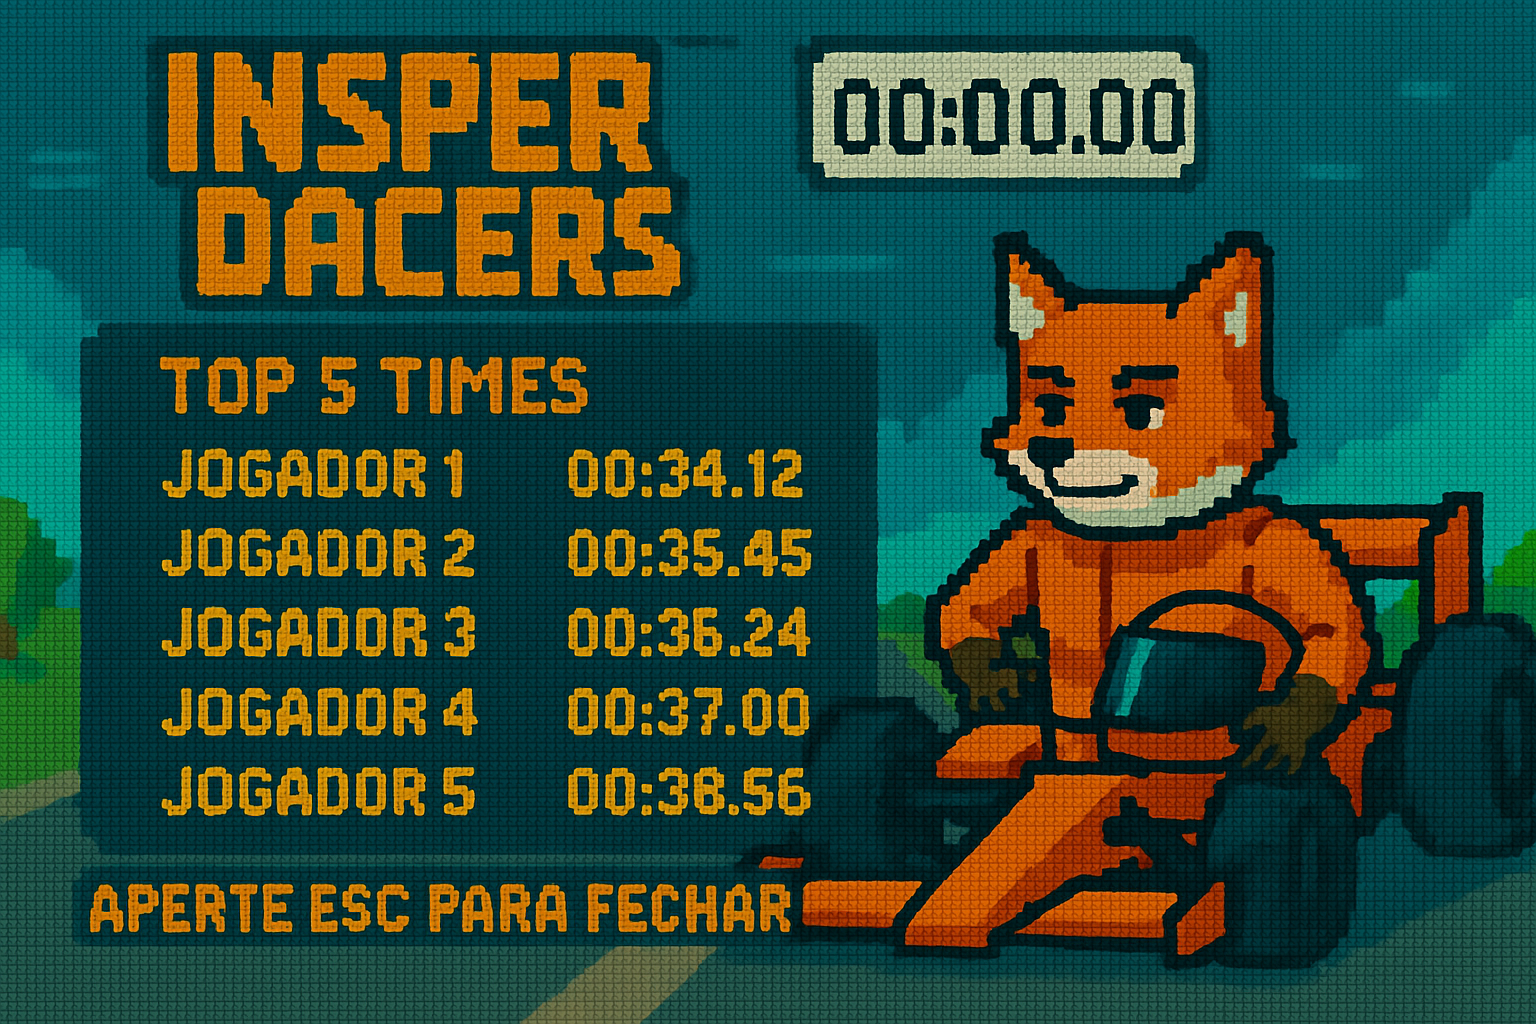 INSPER
DACERS
00:00.00
TOP 5 TIMES
JOGADOR 1 00:34.12
JOGADOR 2 00:35.45
JOGADOR 3 00:36.24
JOGADOR 4 00:37.00
JOGADOR 5 00:38.56
APERTE ESC PARA FECHAR